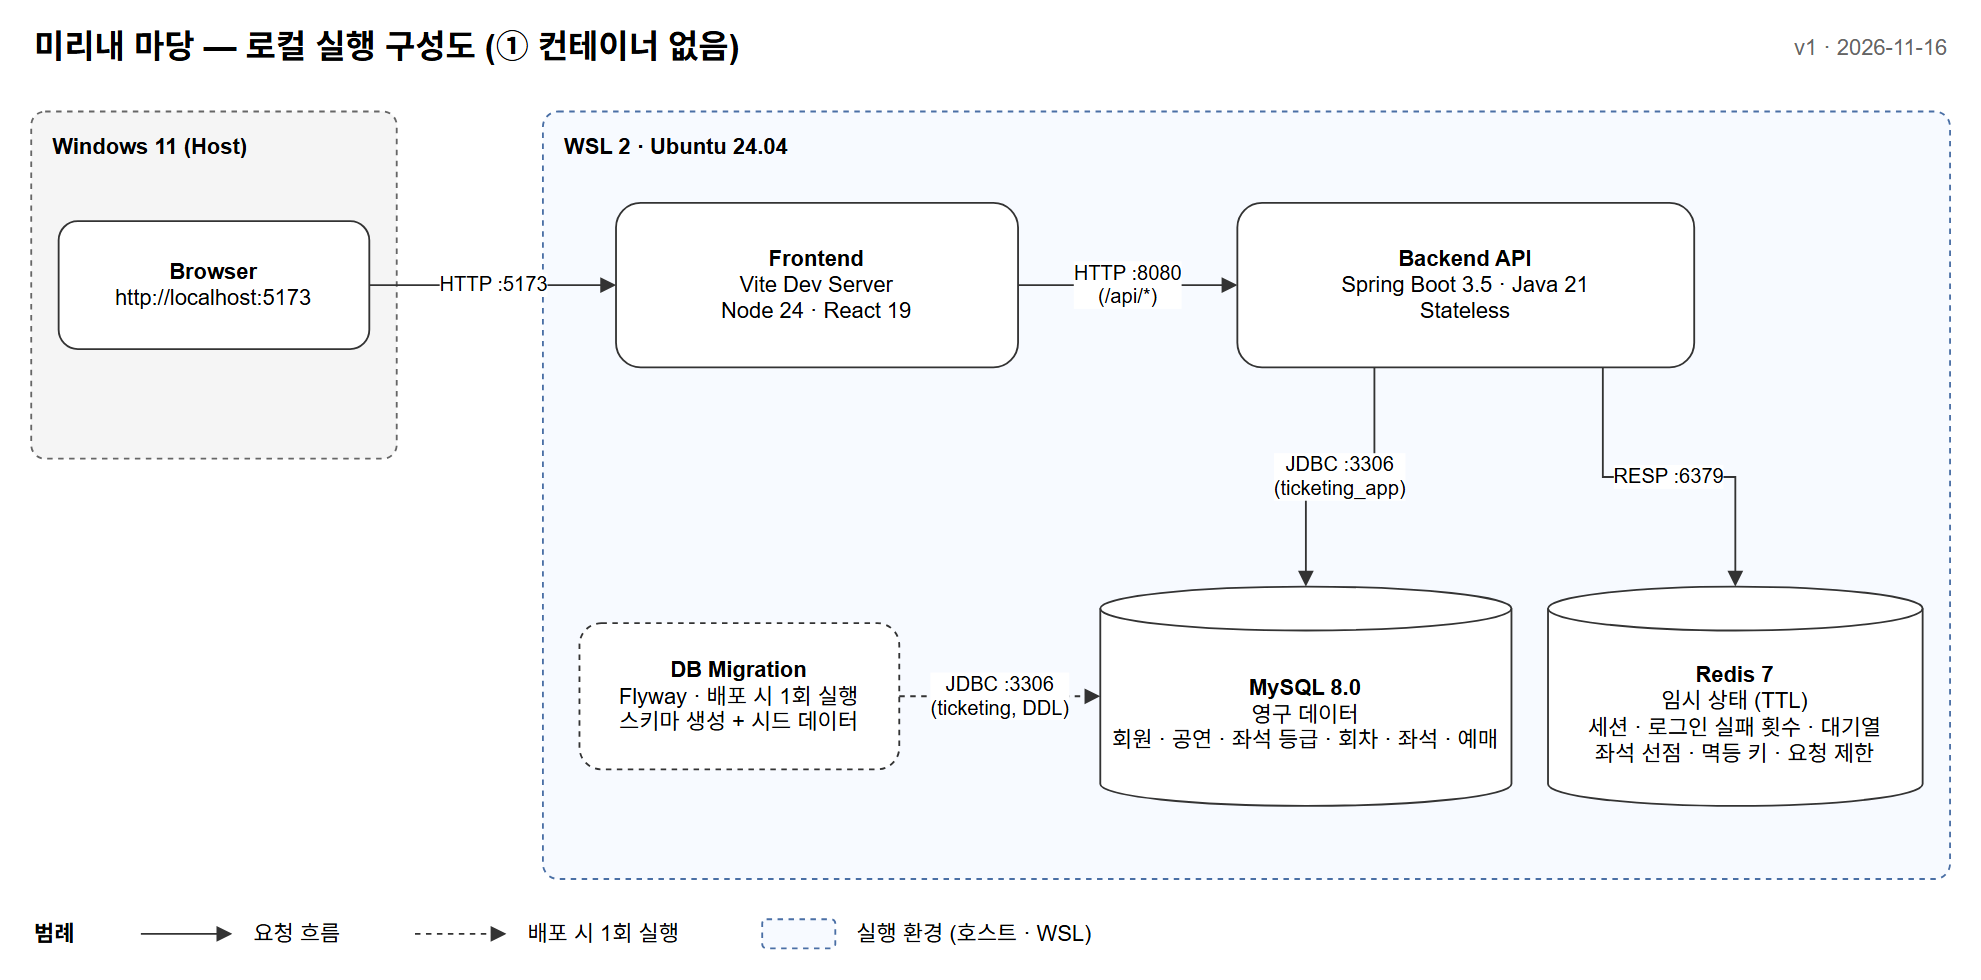 미리내 마당 — 로컬 실행 구성도 (① 컨테이너 없음)
v1 · 2026-11-16
Windows 11 (Host)
Browser
http://localhost:5173
HTTP :5173
WSL 2 · Ubuntu 24.04
Frontend
Vite Dev Server
Node 24 · React 19
HTTP :8080
(/api/*)
Backend API
Spring Boot 3.5 · Java 21
Stateless
JDBC :3306
(ticketing_app)
RESP :6379
DB Migration
Flyway · 배포 시 1회 실행
스키마 생성 + 시드 데이터
JDBC :3306
(ticketing, DDL)
MySQL 8.0
영구 데이터
회원 · 공연 · 좌석 등급 · 회차 · 좌석 · 예매
Redis 7
임시 상태 (TTL)
세션 · 로그인 실패 횟수 · 대기열
좌석 선점 · 멱등 키 · 요청 제한
범례
요청 흐름
배포 시 1회 실행
실행 환경 (호스트 · WSL)